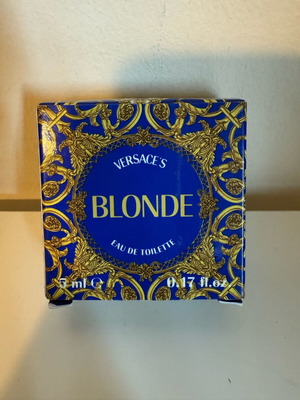 VERSACE'S
BLONDE
EAU DE TOILETTE
5 ml ℮ 0.17 fl.oz